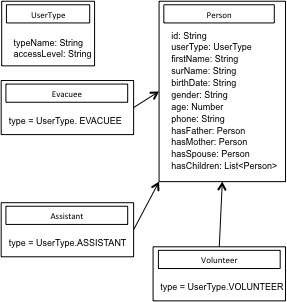 UserType
typeName: String
accessLevel: String
Person
id: String
userType: UserType
firstName: String
surName: String
birthDate: String
gender: String
age: Number
phone: String
hasFather: Person
hasMother: Person
hasSpouse: Person
hasChildren: List<Person>
Evacuee
type = UserType. EVACUEE
Assistant
type = UserType.ASSISTANT
Volunteer
type = UserType.VOLUNTEER